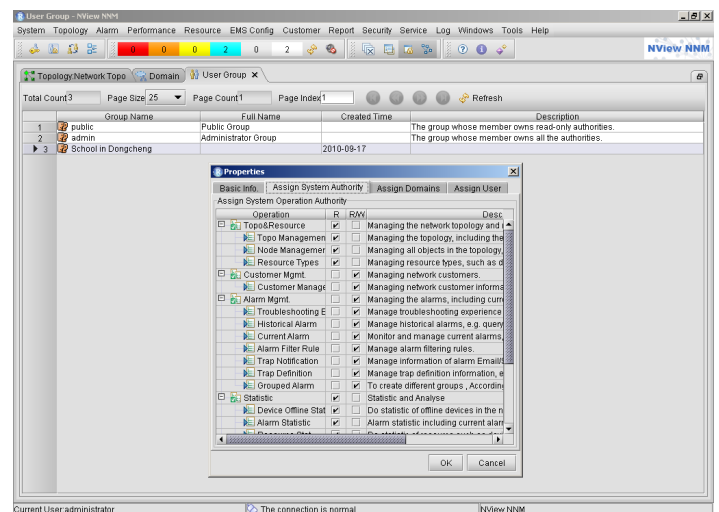 User Group - NView NNM
System Topology Alarm Performance Resource EMS Config Customer Report Security Service Log Windows Tools Help
0 0 0 2 0 2
NView NNM
Topology:Network Topo Domain User Group
Total Count 3 Page Size 25 Page Count 1 Page Index 1 Refresh
Group Name Full Name Created Time Description
1 public Public Group The group whose member owns read-only authorities.
2 admin Administrator Group The group whose member owns all the authorities.
3 School in Dongcheng 2010-09-17
Properties
Basic Info. Assign System Authority Assign Domains Assign User
Assign System Operation Authority
Operation R R/W Desc
Topo&Resource Managing the network topology and
Topo Managemen Managing the topology, including the
Node Managemer Managing all objects in the topology,
Resource Types Managing resource types, such as d
Customer Mgmt. Managing network customers.
Customer Manage Managing network customer informa
Alarm Mgmt. Managing the alarms, including curr
Troubleshooting E Manage troubleshooting experience
Historical Alarm Manage historical alarms, e.g. query
Current Alarm Monitor and manage current alarms,
Alarm Filter Rule Manage alarm filtering rules.
Trap Notification Manage information of alarm Email/
Trap Definition Manage trap definition information, e
Grouped Alarm To create different groups , According
Statistic Statistic and Analyse
Device Offline Stat Do statistic of offline devices in the n
Alarm Statistic Alarm statistic including current alarr
OK Cancel
Current User:administrator The connection is normal NView NNM